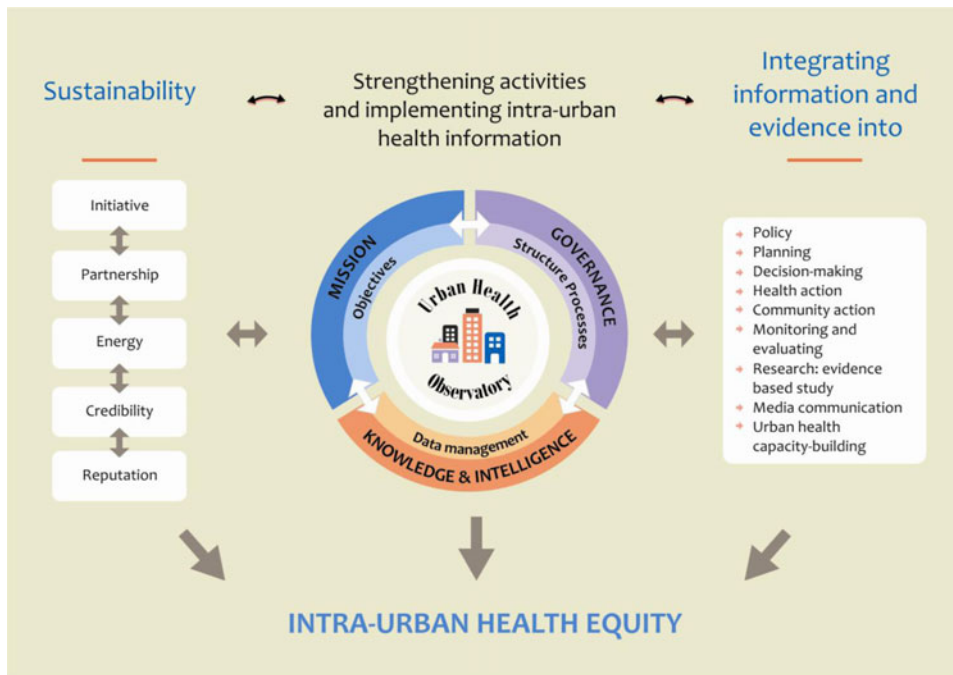 Sustainability
Strengthening activities
and implementing intra-urban
health information
Integrating
information and
evidence into
Initiative
Partnership
Energy
Credibility
Reputation
MISSION
Objectives
GOVERNANCE
Structure Processes
Urban Health
Observatory
Data management
KNOWLEDGE & INTELLIGENCE
Policy
Planning
Decision-making
Health action
Community action
Monitoring and
evaluating
Research: evidence
based study
Media communication
Urban health
capacity-building
INTRA-URBAN HEALTH EQUITY